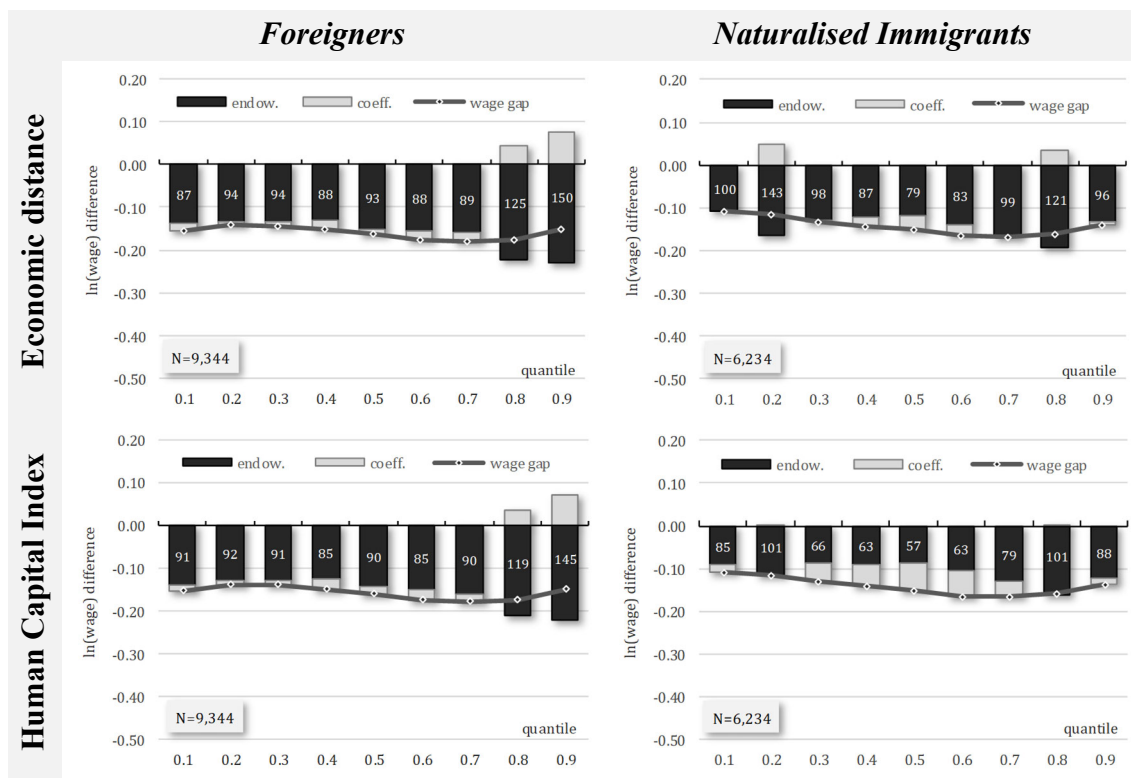 Foreigners
Naturalised Immigrants
Economic distance
ln(wage) difference
0.20
endow. coeff. wage gap
0.10
0.00
87 94 94 88 93 88 89 125 150
-0.10
-0.20
-0.30
-0.40
N=9,344
quantile
-0.50
0.1 0.2 0.3 0.4 0.5 0.6 0.7 0.8 0.9
ln(wage) difference
0.20
endow. coeff. wage gap
0.10
0.00
100 143 98 87 79 83 99 121 96
-0.10
-0.20
-0.30
-0.40
N=6,234
quantile
-0.50
0.1 0.2 0.3 0.4 0.5 0.6 0.7 0.8 0.9
Human Capital Index
ln(wage) difference
0.20
endow. coeff. wage gap
0.10
0.00
91 92 91 85 90 85 90 119 145
-0.10
-0.20
-0.30
-0.40
N=9,344
quantile
-0.50
0.1 0.2 0.3 0.4 0.5 0.6 0.7 0.8 0.9
ln(wage) difference
0.20
endow. coeff. wage gap
0.10
0.00
85 101 66 63 57 63 79 101 88
-0.10
-0.20
-0.30
-0.40
N=6,234
quantile
-0.50
0.1 0.2 0.3 0.4 0.5 0.6 0.7 0.8 0.9